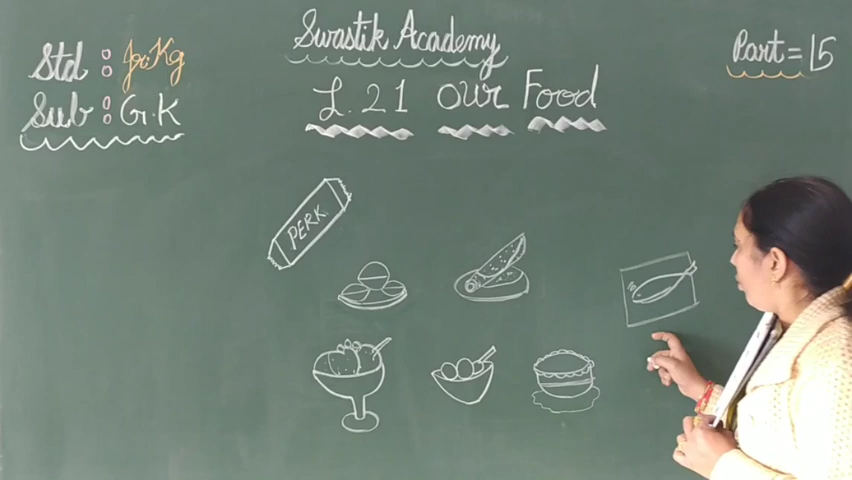 Swastik Academy
Std : Jr.Kg
Part = 15
L. 21 our Food
Sub : G.K
PERK